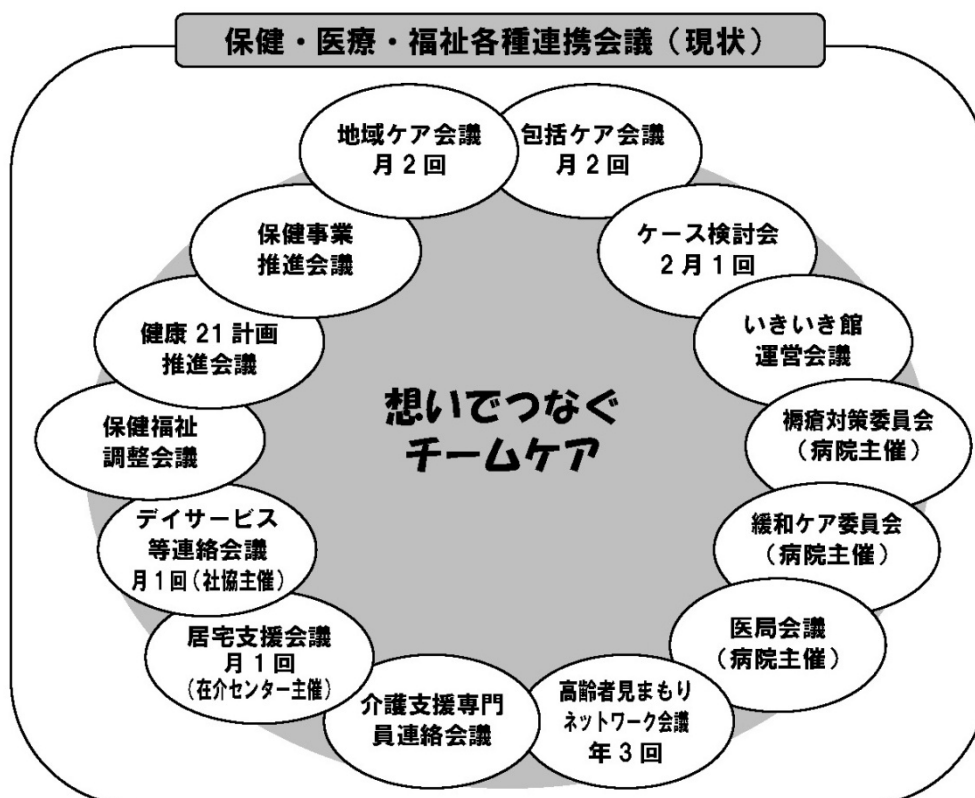 保健・医療・福祉各種連携会議（現状）
地域ケア会議
月２回
包括ケア会議
月２回
ケース検討会
２月１回
いきいき館
運営会議
褥瘡対策委員会
（病院主催）
緩和ケア委員会
（病院主催）
医局会議
（病院主催）
高齢者見まもり
ネットワーク会議
年３回
介護支援専門
員連絡会議
居宅支援会議
月１回
（在介センター主催）
デイサービス
等連絡会議
月１回（社協主催）
保健福祉
調整会議
健康 21 計画
推進会議
保健事業
推進会議
想いでつなぐ
チームケア